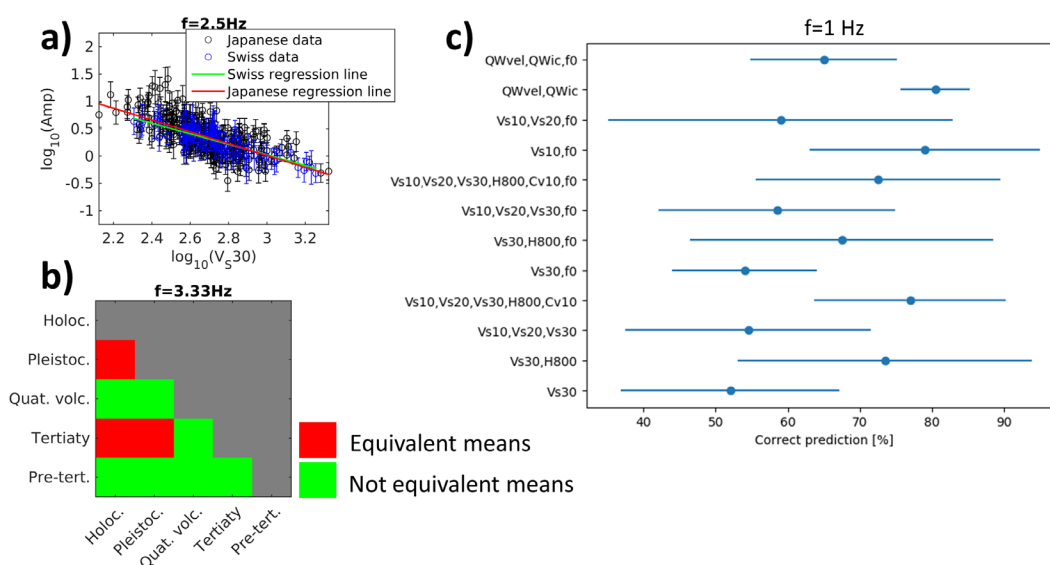 a)
f=2.5Hz
Japanese data
Swiss data
Swiss regression line
Japanese regression line
log10(Amp)
2
1.5
1
0.5
0
-0.5
-1
2.2 2.4 2.6 2.8 3 3.2
log10(VS30)
b)
f=3.33Hz
Holoc.
Pleistoc.
Quat. volc.
Tertiaty
Pre-tert.
Holoc.
Pleistoc.
Quat. volc.
Tertiaty
Pre-tert.
Equivalent means
Not equivalent means
c)
f=1 Hz
QWvel,QWic,f0
QWvel,QWic
Vs10,Vs20,f0
Vs10,f0
Vs10,Vs20,Vs30,H800,Cv10,f0
Vs10,Vs20,Vs30,f0
Vs30,H800,f0
Vs30,f0
Vs10,Vs20,Vs30,H800,Cv10
Vs10,Vs20,Vs30
Vs30,H800
Vs30
40 50 60 70 80 90
Correct prediction [%]